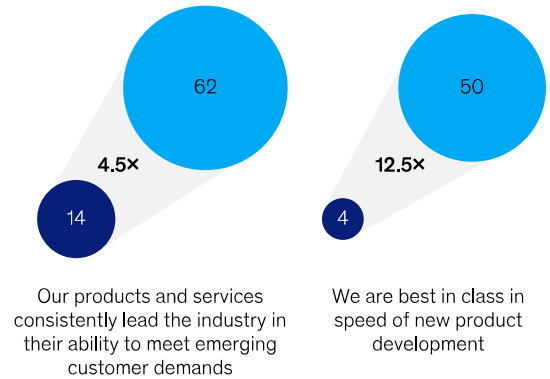 62
50
4.5×
12.5×
14
4
Our products and services
consistently lead the industry in
their ability to meet emerging
customer demands
We are best in class in
speed of new product
development